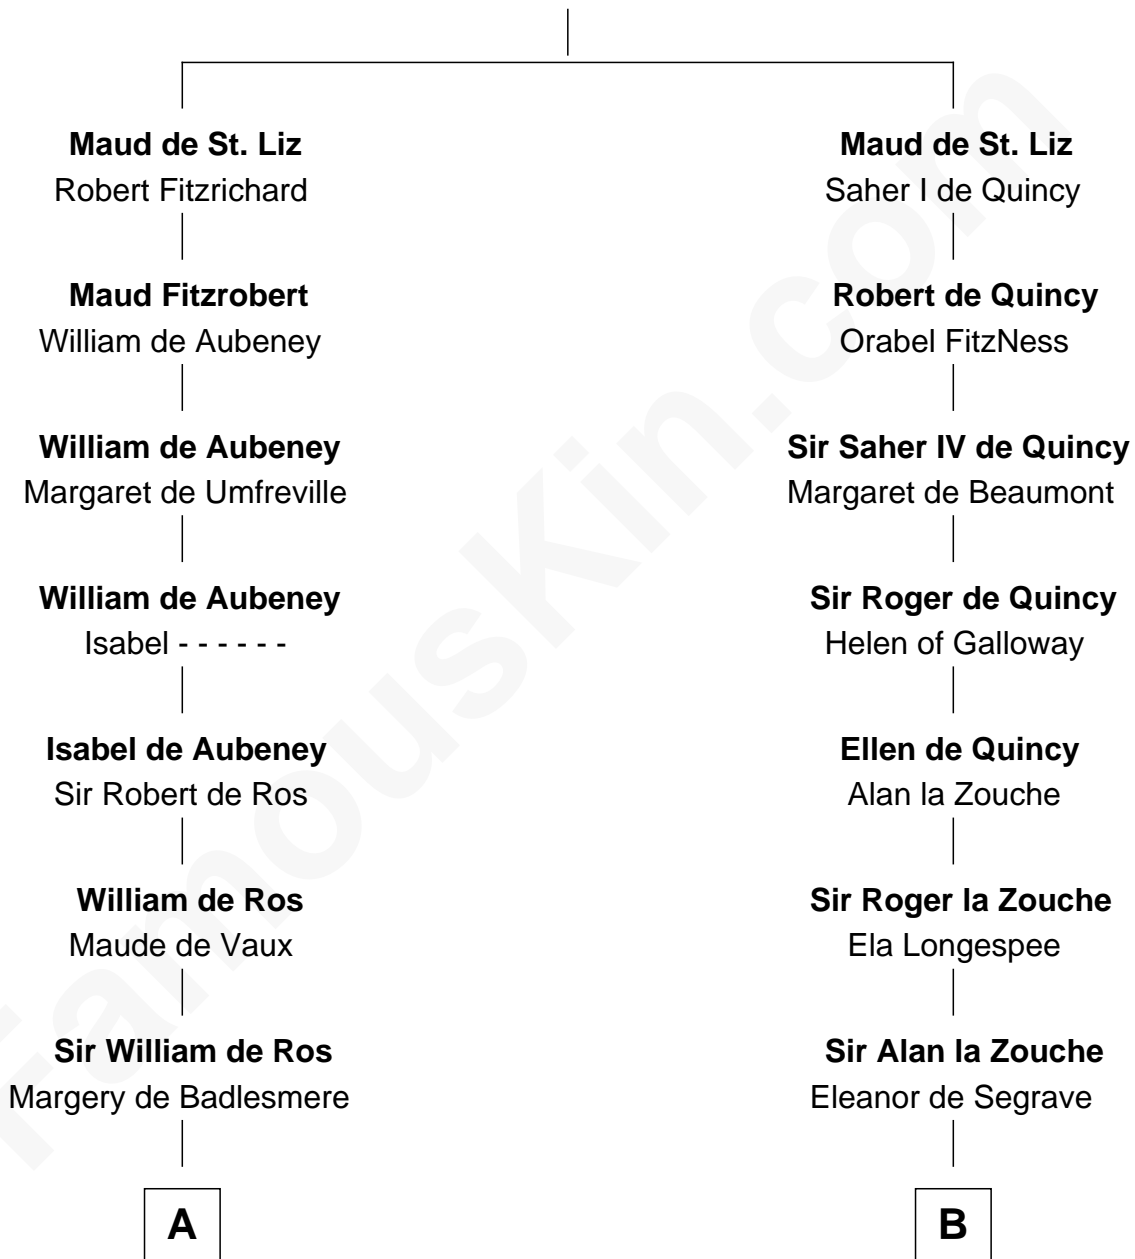 Maud de St. Liz
Robert Fitzrichard
Maud Fitzrobert
William de Aubeney
William de Aubeney
Margaret de Umfreville
William de Aubeney
Isabel - - - - - -
Isabel de Aubeney
Sir Robert de Ros
William de Ros
Maude de Vaux
Sir William de Ros
Margery de Badlesmere
A
Maud de St. Liz
Saher I de Quincy
Robert de Quincy
Orabel FitzNess
Sir Saher IV de Quincy
Margaret de Beaumont
Sir Roger de Quincy
Helen of Galloway
Ellen de Quincy
Alan la Zouche
Sir Roger la Zouche
Ela Longespee
Sir Alan la Zouche
Eleanor de Segrave
B
FamousKin.com